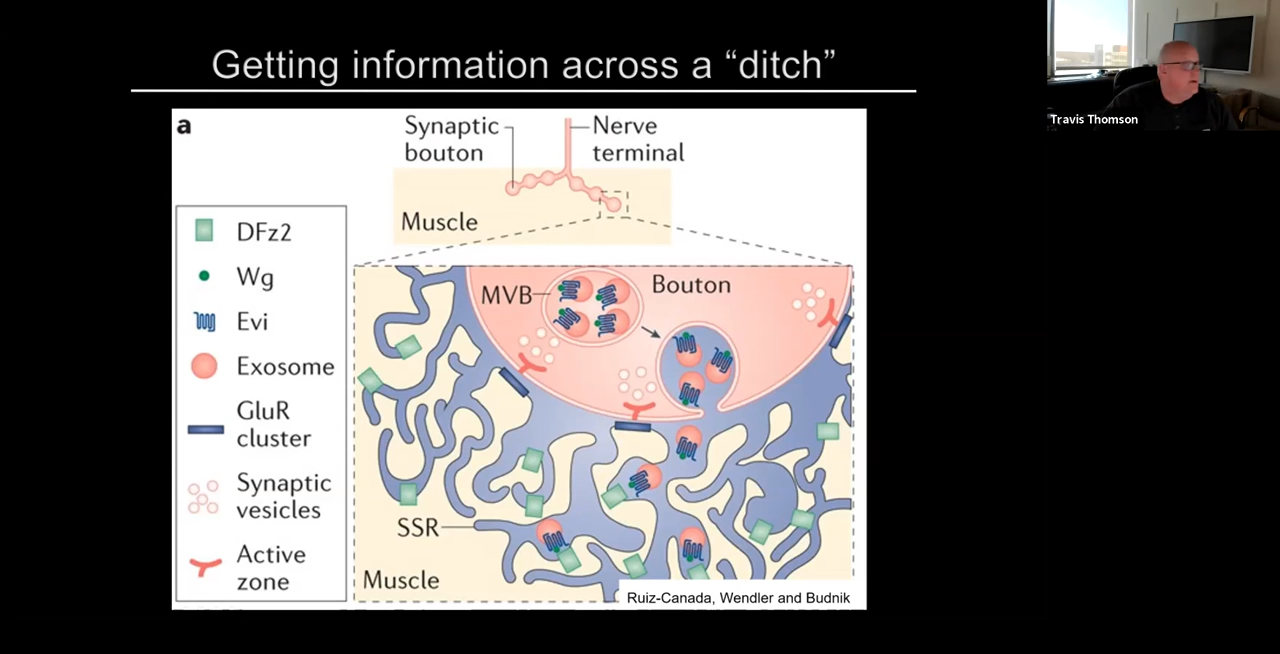 Getting information across a “ditch”
Travis Thomson
a
Synaptic
bouton
Nerve
terminal
Muscle
DFz2
Wg
Evi
Exosome
GluR
cluster
Synaptic
vesicles
Active
zone
MVB
Bouton
SSR
Muscle
Ruiz-Canada, Wendler and Budnik